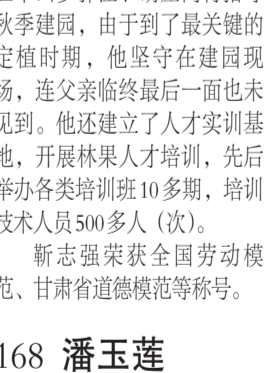 秋季建园，由于到了最关键的
定植时期，他坚守在建园现
场，连父亲临终最后一面也未
见到。他还建立了人才实训基
地，开展林果人才培训，先后
举办各类培训班10多期，培训
技术人员500多人（次）。
靳志强荣获全国劳动模
范、甘肃省道德模范等称号。
168 潘玉莲